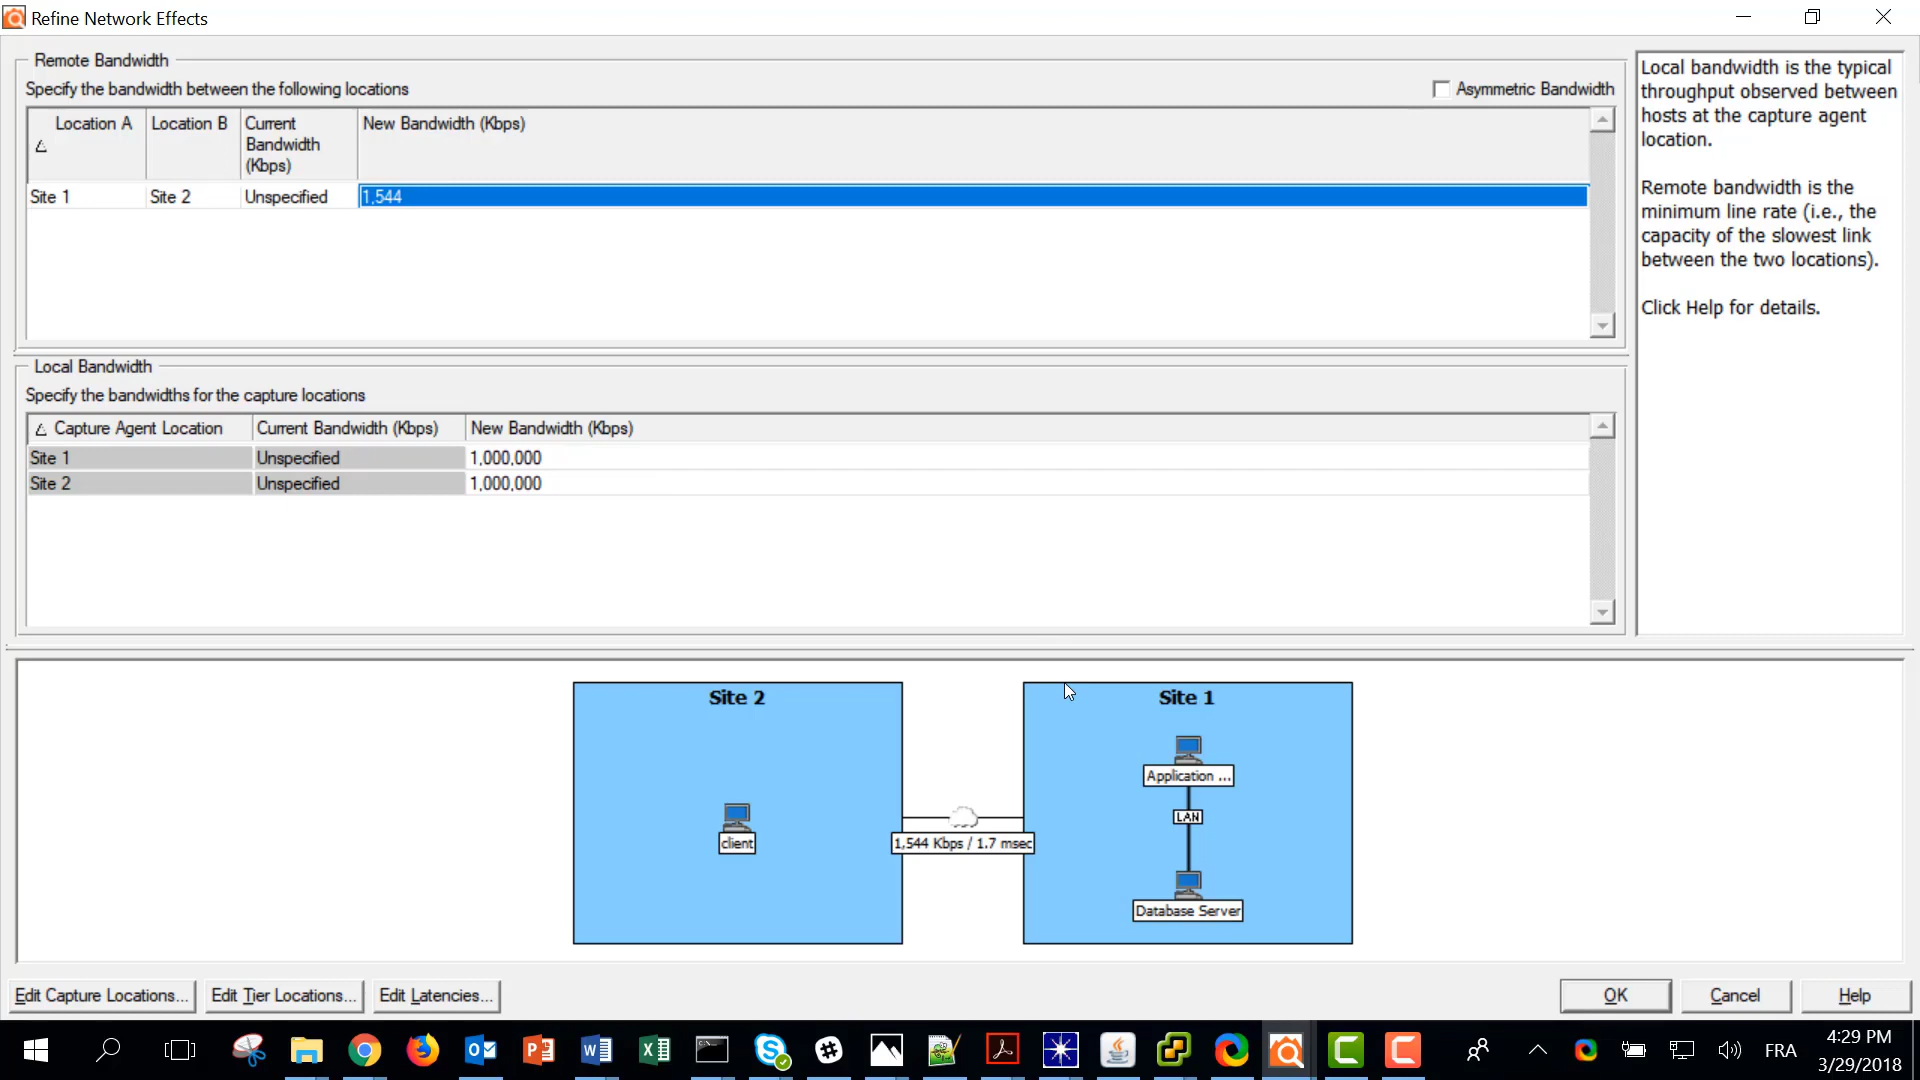 Refine Network Effects
Remote Bandwidth
Specify the bandwidth between the following locations
Asymmetric Bandwidth
Location A
Location B
Current Bandwidth (Kbps)
New Bandwidth (Kbps)
Site 1
Site 2
Unspecified
1,544
Local Bandwidth
Specify the bandwidths for the capture locations
Capture Agent Location
Current Bandwidth (Kbps)
New Bandwidth (Kbps)
Site 1
Unspecified
1,000,000
Site 2
Unspecified
1,000,000
Local bandwidth is the typical
throughput observed between
hosts at the capture agent
location.
Remote bandwidth is the
minimum line rate (i.e., the
capacity of the slowest link
between the two locations).
Click Help for details.
Site 2
client
1,544 Kbps / 1.7 msec
Site 1
Application ...
LAN
Database Server
Edit Capture Locations...
Edit Tier Locations...
Edit Latencies...
OK
Cancel
Help
FRA
4:29 PM
3/29/2018